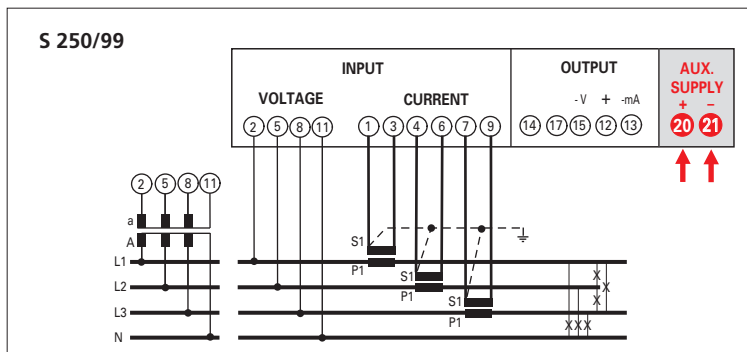 S 250/99
INPUT
OUTPUT
AUX.
SUPPLY
VOLTAGE
CURRENT
- V + -mA
+ –
2 5 8 11 1 3 4 6 7 9 14 17 15 12 13 20 21
2 5 8 11
a
A
S1
L1
P1
S1
L2
P1
S1
L3
P1
N
X
X
X
XXX